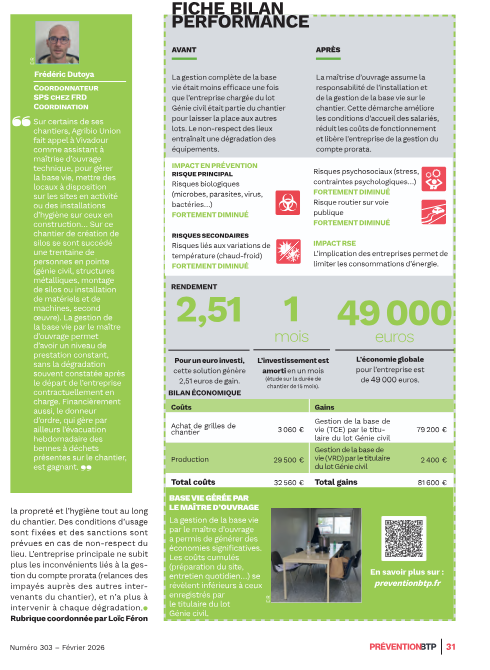 Frédéric Dutoya
COORDONNATEUR
SPS CHEZ FRD
COORDINATION
❝ Sur certains de ses
chantiers, Agribio Union
fait appel à Vivadour
comme assistant à
maîtrise d'ouvrage
technique, pour gérer
la base vie, mettre des
locaux à disposition
sur les sites en activité
ou des installations
d'hygiène sur ceux en
construction... Sur ce
chantier de création de
silos se sont succédé
une trentaine de
personnes en pointe
(génie civil, structures
métalliques, montage
de silos ou installation
de matériels et de
machines, second
œuvre). La gestion de
la base vie par le maître
d'ouvrage permet
d'avoir un niveau de
prestation constant,
sans la dégradation
souvent constatée après
le départ de l'entreprise
contractuellement en
charge. Financièrement
aussi, le donneur
d'ordre, qui gère par
ailleurs l'évacuation
hebdomadaire des
bennes à déchets
présentes sur le chantier,
est gagnant. ❞
la propreté et l'hygiène tout au long
du chantier. Des conditions d'usage
sont fixées et des sanctions sont
prévues en cas de non-respect du
lieu. L'entreprise principale ne subit
plus les inconvénients liés à la ges-
tion du compte prorata (relances des
impayés auprès des autres inter-
venants du chantier), et n'a plus à
intervenir à chaque dégradation.
Rubrique coordonnée par Loïc Féron
FICHE BILAN
PERFORMANCE
AVANT
La gestion complète de la base
vie était moins efficace une fois
que l'entreprise chargée du lot
Génie civil était partie du chantier
pour laisser la place aux autres
lots. Le non-respect des lieux
entraînait une dégradation des
équipements.
APRÈS
La maîtrise d'ouvrage assume la
responsabilité de l'installation et
de la gestion de la base vie sur le
chantier. Cette démarche améliore
les conditions d'accueil des salariés,
réduit les coûts de fonctionnement
et libère l'entreprise de la gestion du
compte prorata.
IMPACT EN PRÉVENTION
RISQUE PRINCIPAL
Risques biologiques
(microbes, parasites, virus,
bactéries...)
FORTEMENT DIMINUÉ
RISQUES SECONDAIRES
Risques liés aux variations de
température (chaud-froid)
FORTEMENT DIMINUÉ
Risques psychosociaux (stress,
contraintes psychologiques...)
FORTEMENT DIMINUÉ
Risque routier sur voie
publique
FORTEMENT DIMINUÉ
IMPACT RSE
L'implication des entreprises permet de
limiter les consommations d'énergie.
RENDEMENT
2,51
Pour un euro investi,
cette solution génère
2,51 euros de gain.
1
mois
L'investissement est
amorti en un mois
(étude sur la durée de
chantier de 15 mois).
49 000
euros
L'économie globale
pour l'entreprise est
de 49 000 euros.
BILAN ÉCONOMIQUE
Coûts Gains
Achat de grilles de
chantier 3 060 €
Gestion de la base de
vie (TCE) par le titu-
laire du lot Génie civil 79 200 €
Production 29 500 €
Gestion de la base de
vie (VRD) par le titulaire
du lot Génie civil 2 400 €
Total coûts 32 560 € Total gains 81 600 €
BASE VIE GÉRÉE PAR
LE MAÎTRE D'OUVRAGE
La gestion de la base vie
par le maître d'ouvrage
a permis de générer des
économies significatives.
Les coûts cumulés
(préparation du site,
entretien quotidien...) se
révèlent inférieurs à ceux
enregistrés par
le titulaire du lot
Génie civil.
En savoir plus sur :
preventionbtp.fr
Numéro 303 – Février 2026
PRÉVENTIONBTP | 31